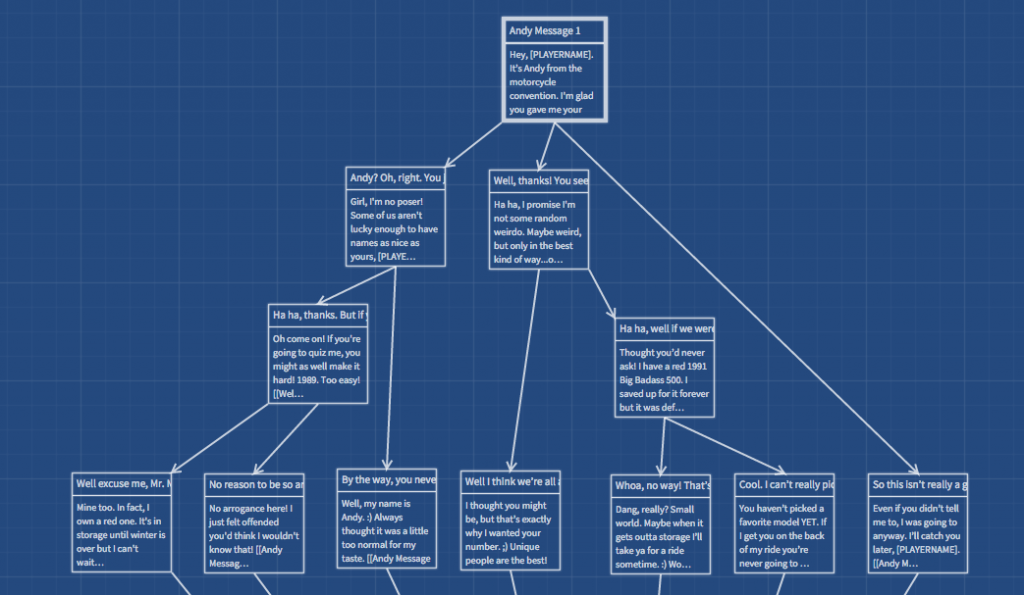 Andy Message 1
Hey, [PLAYERNAME].
It's Andy from the
motorcycle
convention. I'm glad
you gave me your
Andy? Oh, right. You
Girl, I'm no poser!
Some of us aren't
lucky enough to have
names as nice as
yours, [PLAYE...
Well, thanks! You see
Ha ha, I promise I'm
not some random
weirdo. Maybe weird,
but only in the best
kind of way...o...
Ha ha, thanks. But if
Oh come on! If you're
going to quiz me, you
might as well make it
hard! 1989. Too easy!
[[Wel...
Ha ha, well if we were
Thought you'd never
ask! I have a red 1991
Big Badass 500. I
saved up for it forever
but it was def...
Well excuse me, Mr. M
Mine too. In fact, I
own a red one. It's in
storage until winter is
over but I can't
wait...
No reason to be so ar
No arrogance here! I
just felt offended
you'd think I wouldn't
know that! [[Andy
Messag...
By the way, you neve
Well, my name is
Andy. :) Always
thought it was a little
too normal for my
taste. [[Andy Message
Well I think we're all
I thought you might
be, but that's exactly
why I wanted your
number. ;) Unique
people are the best!
Whoa, no way! That's
Dang, really? Small
world. Maybe when it
gets outta storage I'll
take ya for a ride
sometime. :) Wo...
Cool. I can't really pic
You haven't picked a
favorite model YET. If
I get you on the back
of my ride you're
never going to ...
So this isn't really a g
Even if you didn't tell
me to, I was going to
anyway. I'll catch you
later, [PLAYERNAME].
[[Andy M...